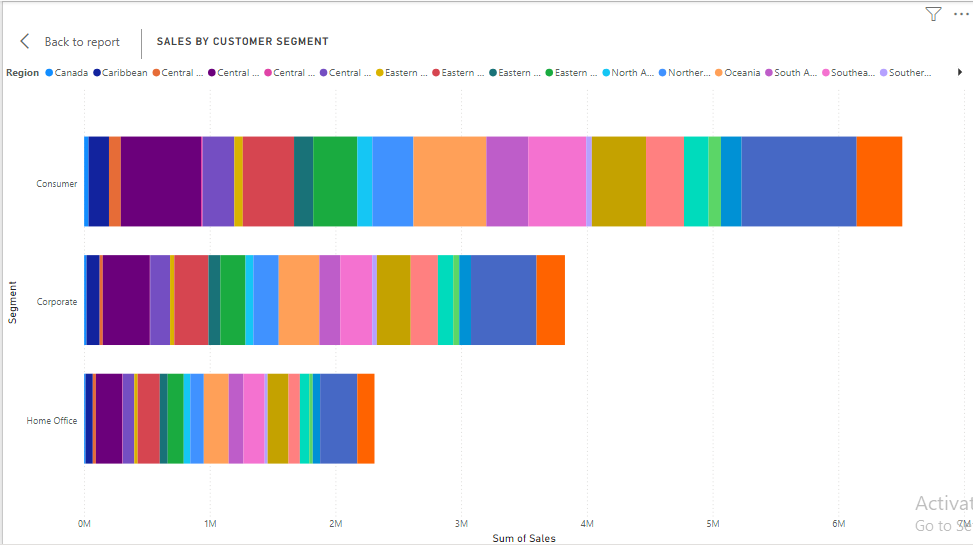 Back to report
SALES BY CUSTOMER SEGMENT
Region Canada Caribbean Central ... Central ... Central ... Central ... Eastern ... Eastern ... Eastern ... Eastern ... North A... Norther... Oceania South A... Southea... Souther...
Consumer
Corporate
Home Office
Segment
0M 1M 2M 3M 4M 5M 6M 7M
Sum of Sales
Activat
Go to Se